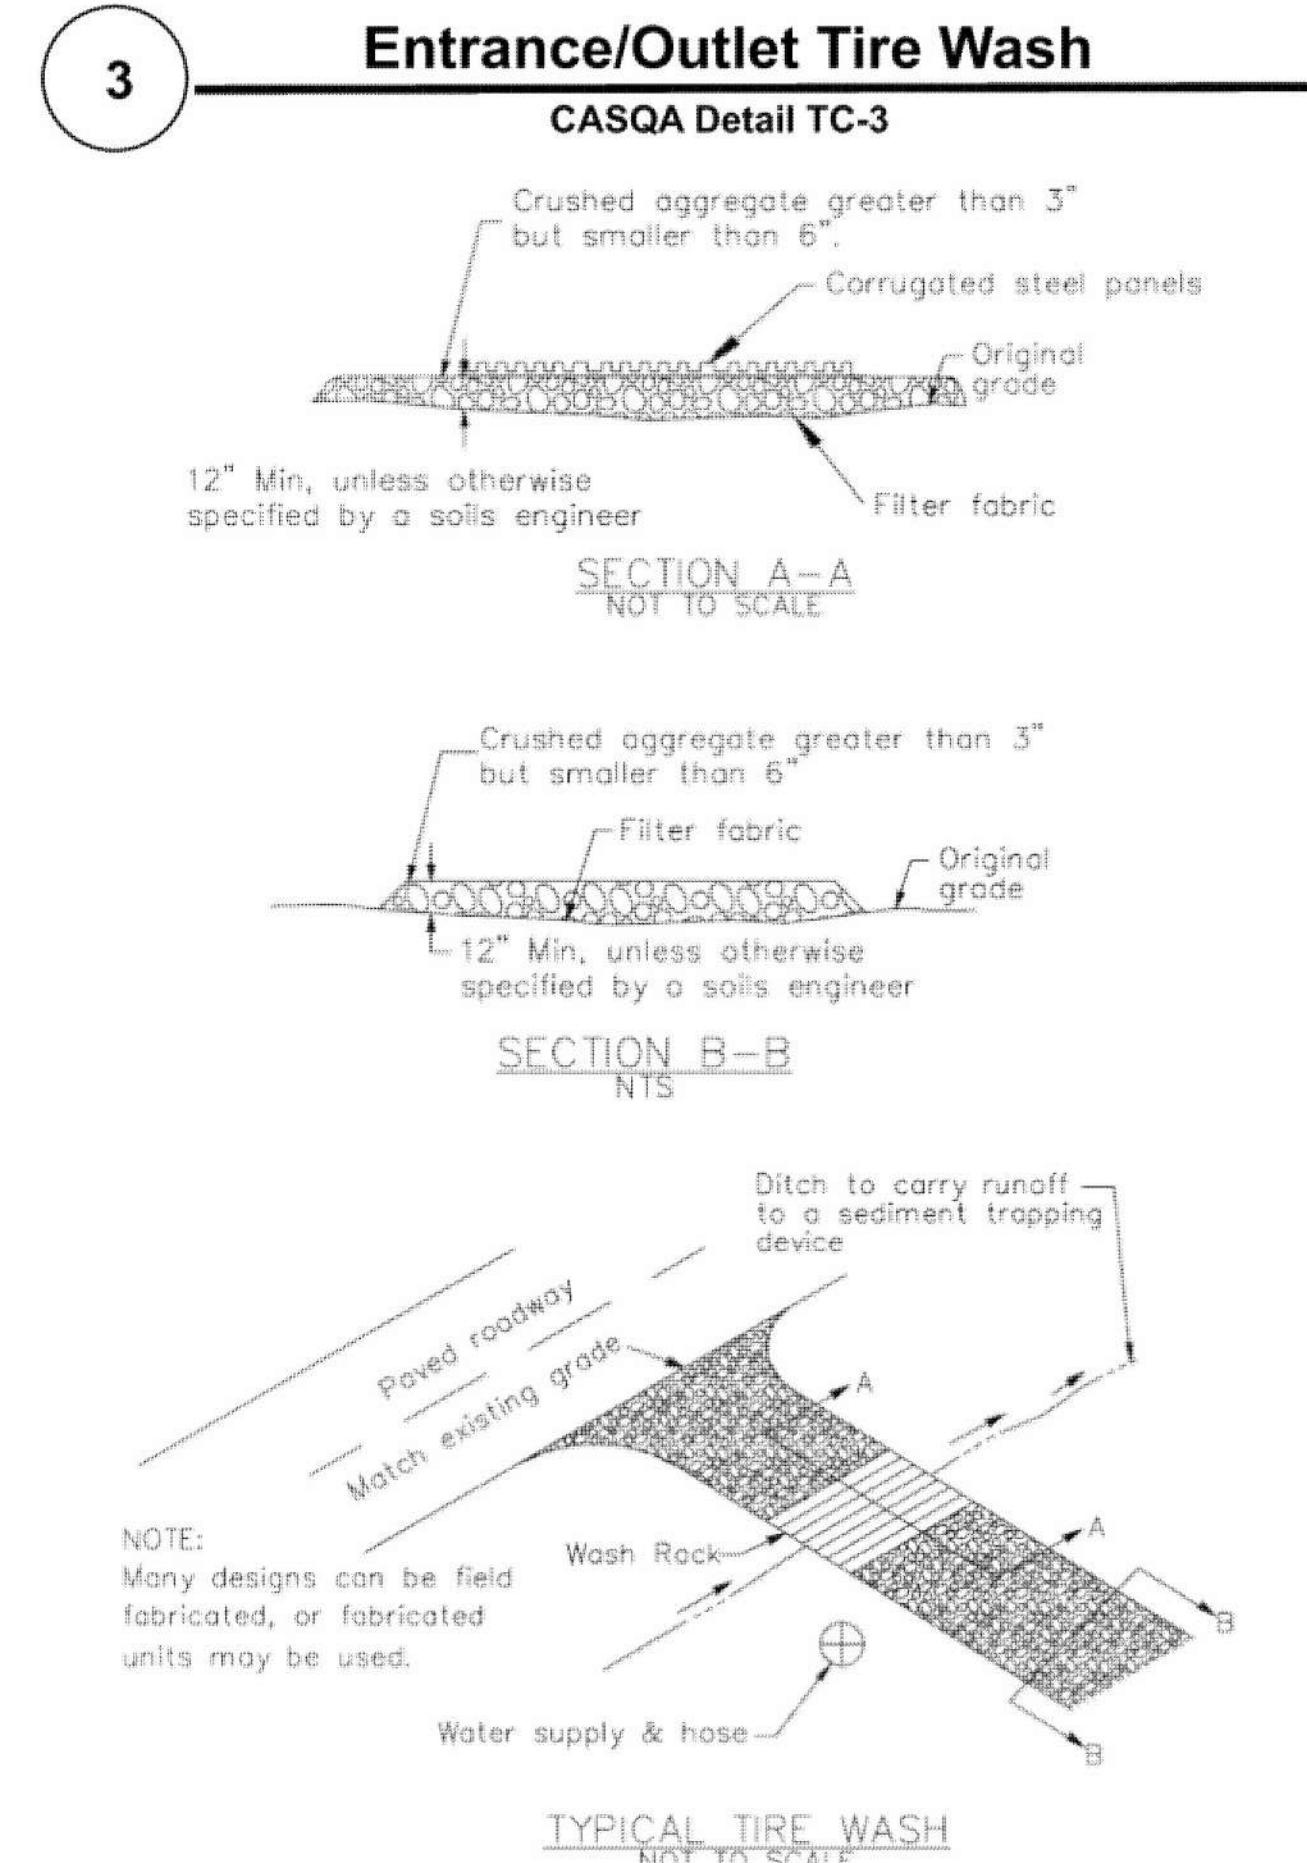 3
Entrance/Outlet Tire Wash
CASQA Detail TC-3
Crushed aggregate greater than 3"
but smaller than 6".
Corrugated steel panels
Original
grade
12" Min, unless otherwise
specified by a soils engineer
Filter fabric
SECTION A-A
NOT TO SCALE
Crushed aggregate greater than 3"
but smaller than 6"
Filter fabric
Original
grade
12" Min, unless otherwise
specified by a soils engineer
SECTION B-B
NTS
Ditch to carry runoff
to a sediment trapping
device
Paved roadway
Match existing grade
A
NOTE:
Many designs can be field
fabricated, or fabricated
units may be used.
Wash Rack
A
B
Water supply & hose
B
TYPICAL TIRE WASH
NOT TO SCALE